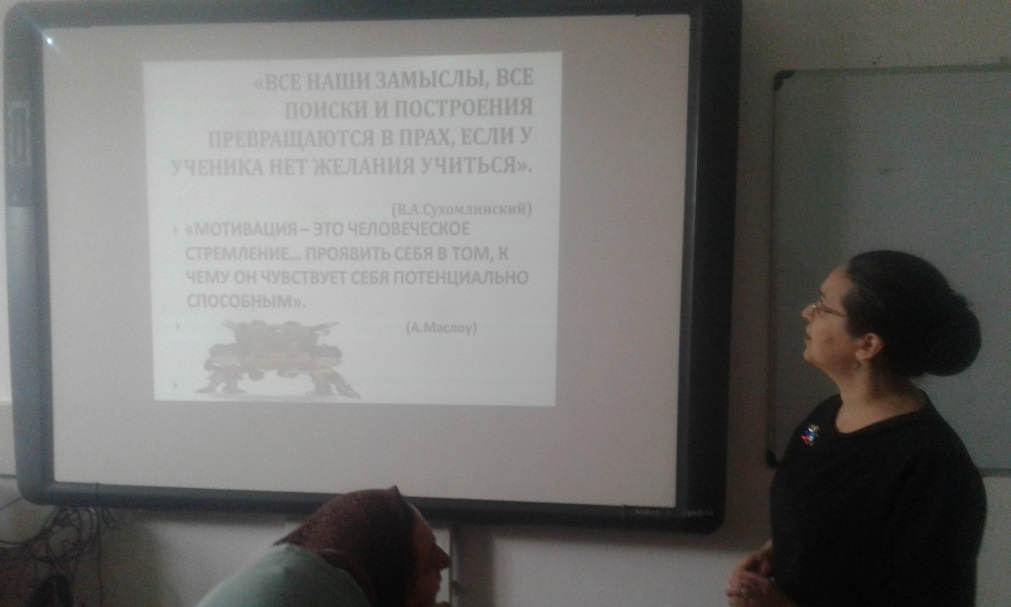 «ВСЕ НАШИ ЗАМЫСЛЫ, ВСЕ
ПОИСКИ И ПОСТРОЕНИЯ
ПРЕВРАЩАЮТСЯ В ПРАХ, ЕСЛИ У
УЧЕНИКА НЕТ ЖЕЛАНИЯ УЧИТЬСЯ».
(В.А.Сухомлинский)
«МОТИВАЦИЯ – ЭТО ЧЕЛОВЕЧЕСКОЕ
СТРЕМЛЕНИЕ... ПРОЯВИТЬ СЕБЯ В ТОМ, К
ЧЕМУ ОН ЧУВСТВУЕТ СЕБЯ ПОТЕНЦИАЛЬНО
СПОСОБНЫМ».
(А.Маслоу)